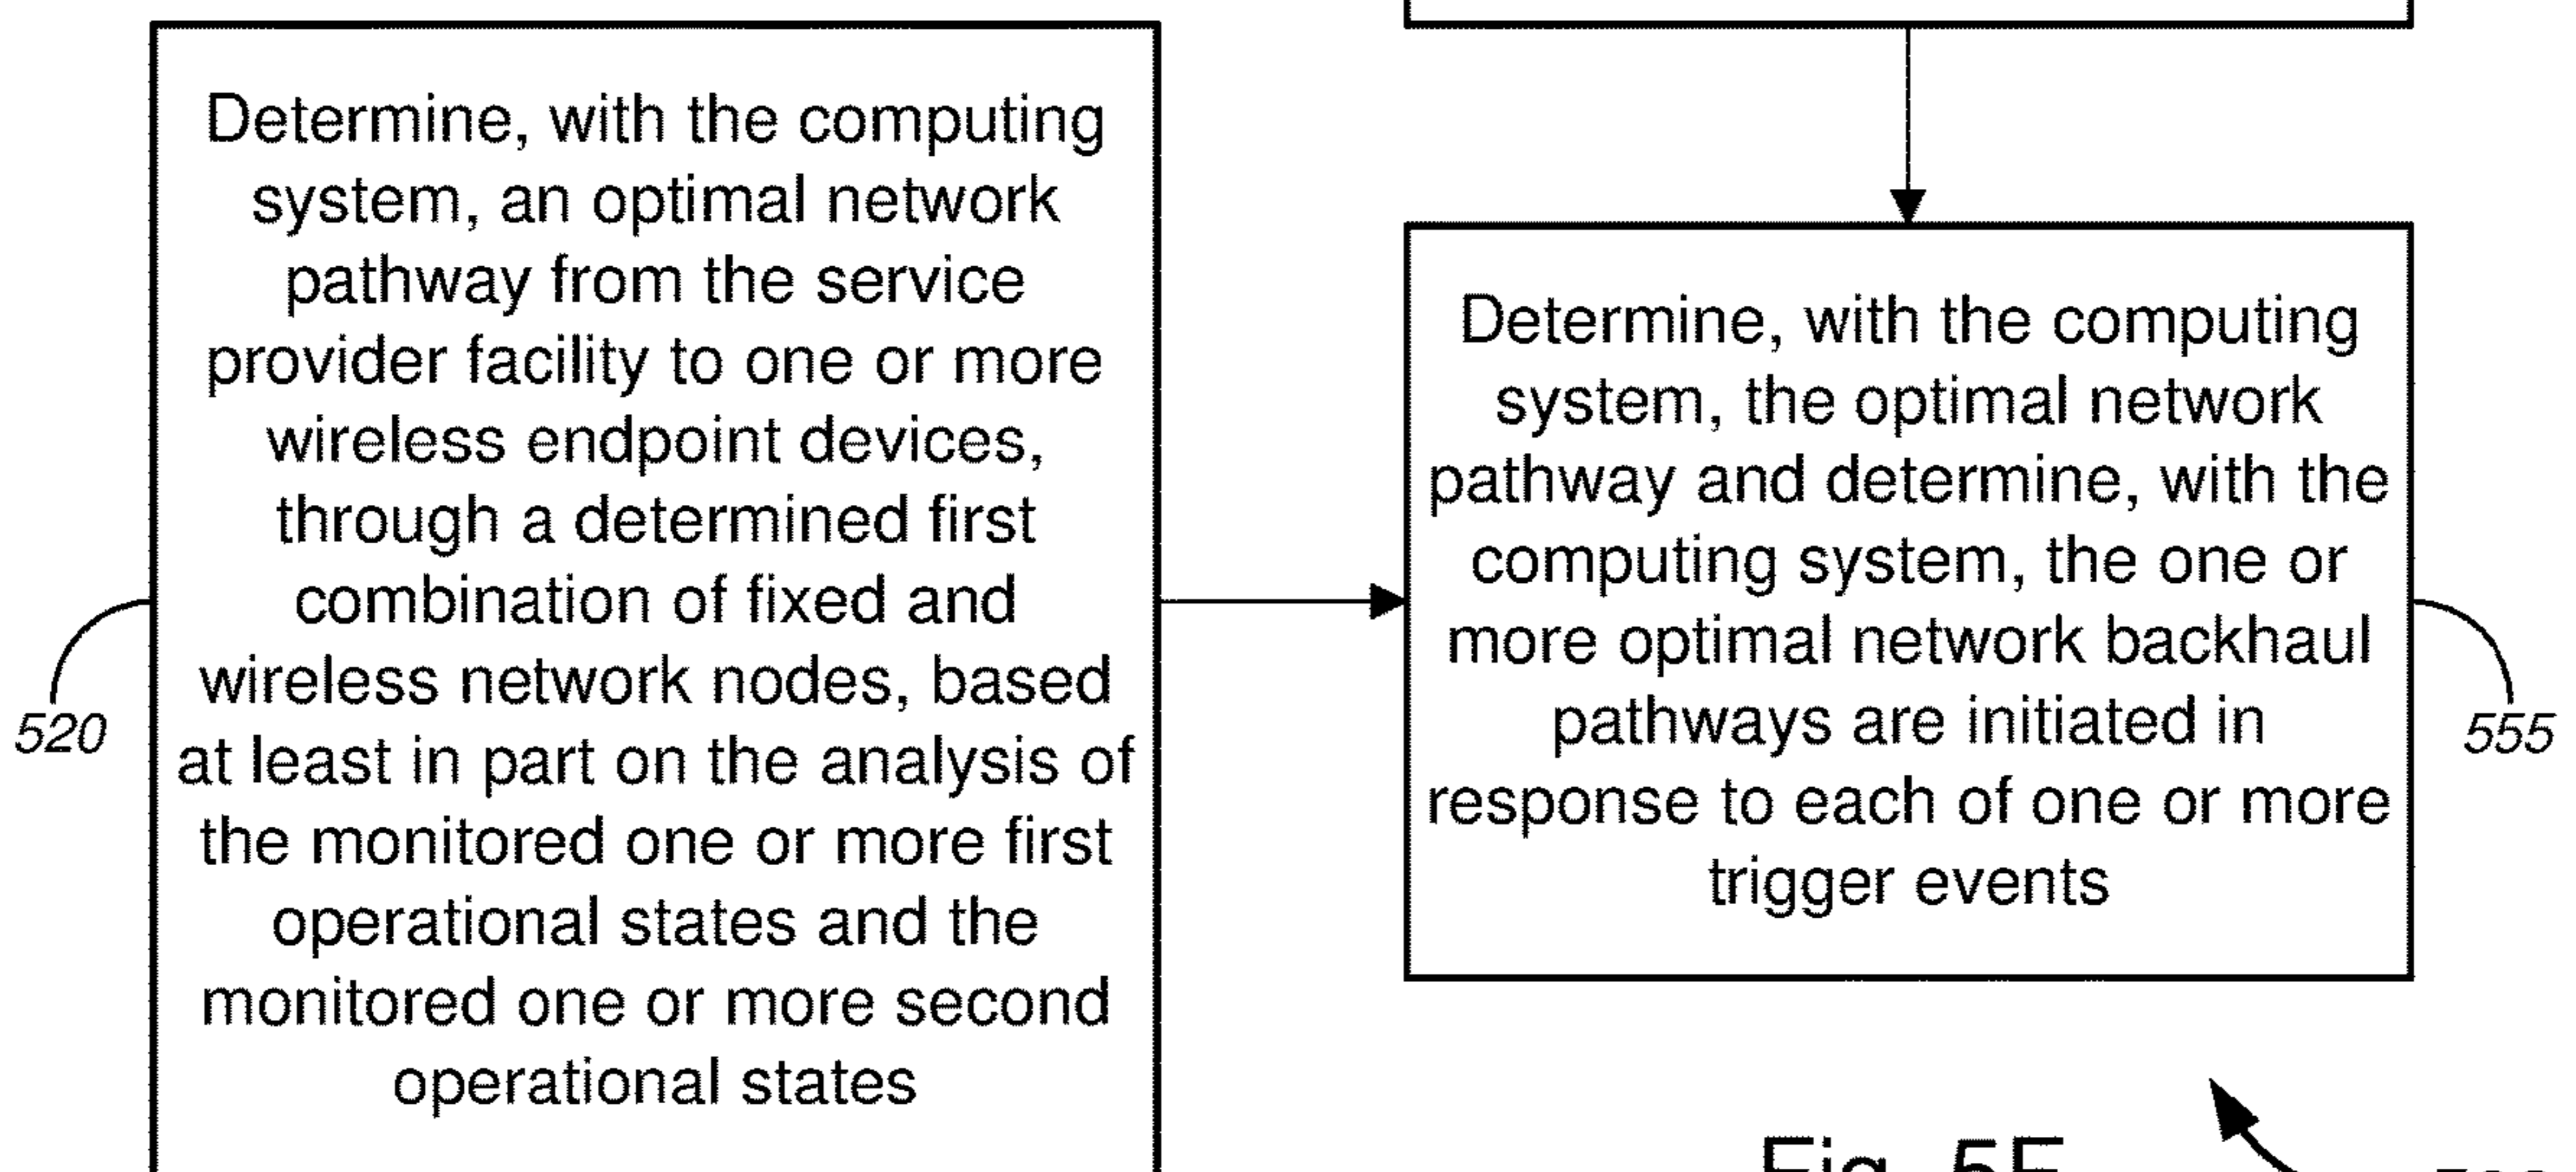 Determine, with the computing
system, an optimal network
pathway from the service
provider facility to one or more
wireless endpoint devices,
through a determined first
combination of fixed and
wireless network nodes, based
at least in part on the analysis of
the monitored one or more first
operational states and the
monitored one or more second
operational states
520
Determine, with the computing
system, the optimal network
pathway and determine, with the
computing system, the one or
more optimal network backhaul
pathways are initiated in
response to each of one or more
trigger events
555
Fig.